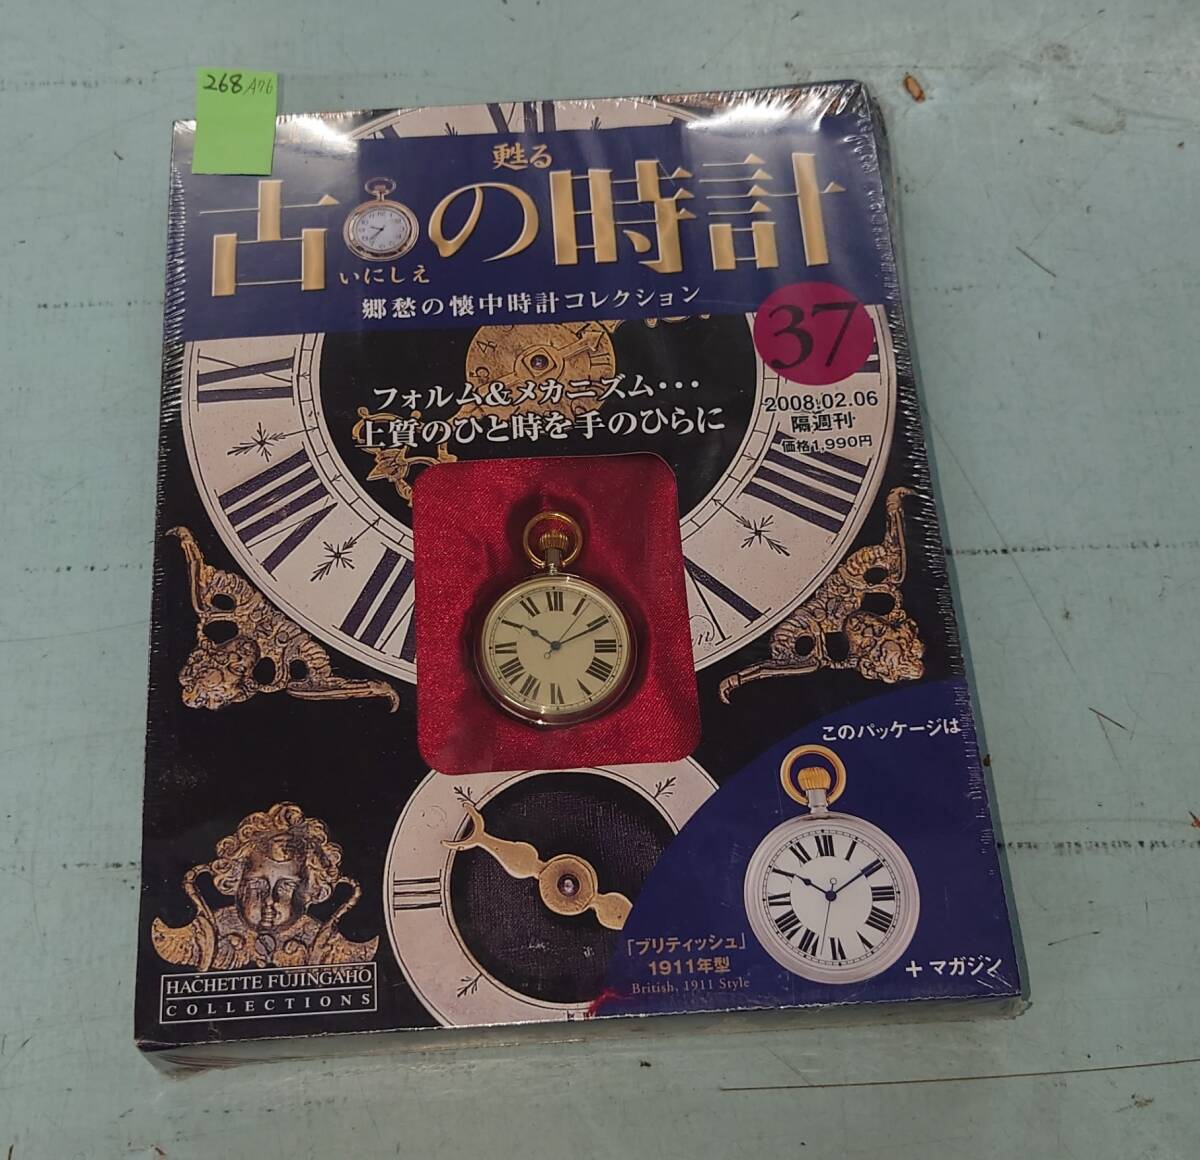 268 A76
甦る
古の時計
いにしえ
郷愁の懐中時計コレクション
37
2008.02.06
隔週刊
価格1,990円
フォルム&メカニズム・・・
上質のひと時を手のひらに
このパッケージは
「ブリティッシュ」
1911年型
British, 1911 Style
+ マガジン
HACHETTE FUJINGAHO
COLLECTIONS